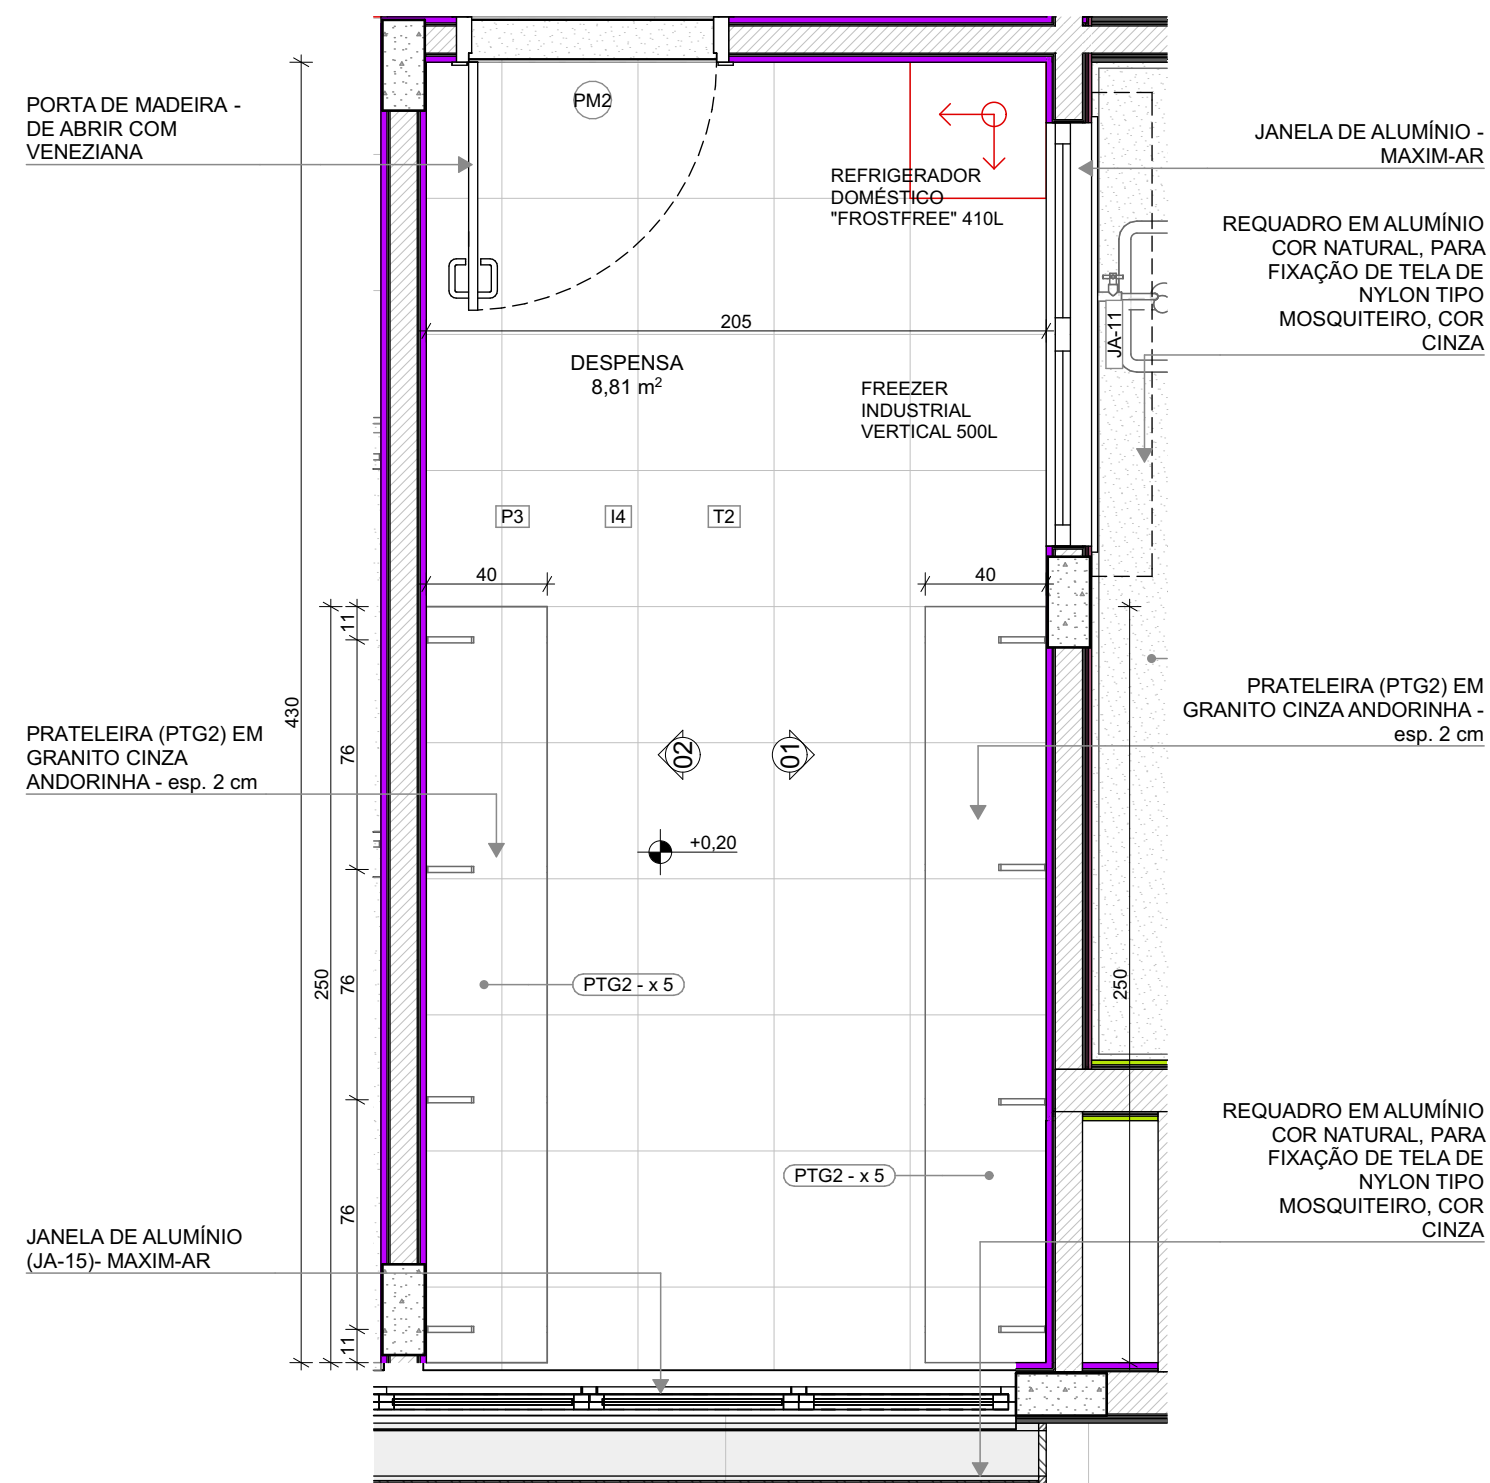 PORTA DE MADEIRA -
DE ABRIR COM
VENEZIANA
PM2
REFRIGERADOR
DOMÉSTICO
"FROSTFREE" 410L
JANELA DE ALUMÍNIO -
MAXIM-AR
REQUADRO EM ALUMÍNIO
COR NATURAL, PARA
FIXAÇÃO DE TELA DE
NYLON TIPO
MOSQUITEIRO, COR
CINZA
JA-11
205
DESPENSA
8,81 m²
FREEZER
INDUSTRIAL
VERTICAL 500L
P3
I4
T2
40
40
11
430
76
250
76
76
11
250
PRATELEIRA (PTG2) EM
GRANITO CINZA
ANDORINHA - esp. 2 cm
02
01
+0,20
PRATELEIRA (PTG2) EM
GRANITO CINZA ANDORINHA -
esp. 2 cm
PTG2 - x 5
PTG2 - x 5
REQUADRO EM ALUMÍNIO
COR NATURAL, PARA
FIXAÇÃO DE TELA DE
NYLON TIPO
MOSQUITEIRO, COR
CINZA
JANELA DE ALUMÍNIO
(JA-15)- MAXIM-AR